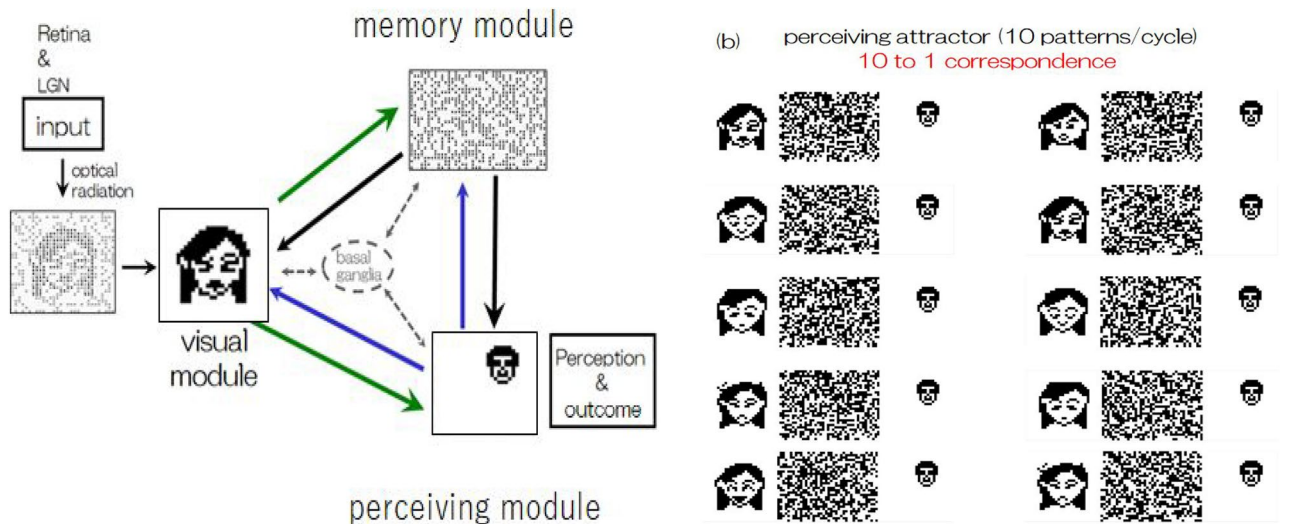 memory module
Retina
&
LGN
input
optical
radiation
basal
ganglia
visual
module
Perception
&
outcome
perceiving module
(b) perceiving attractor (10 patterns/cycle)
10 to 1 correspondence